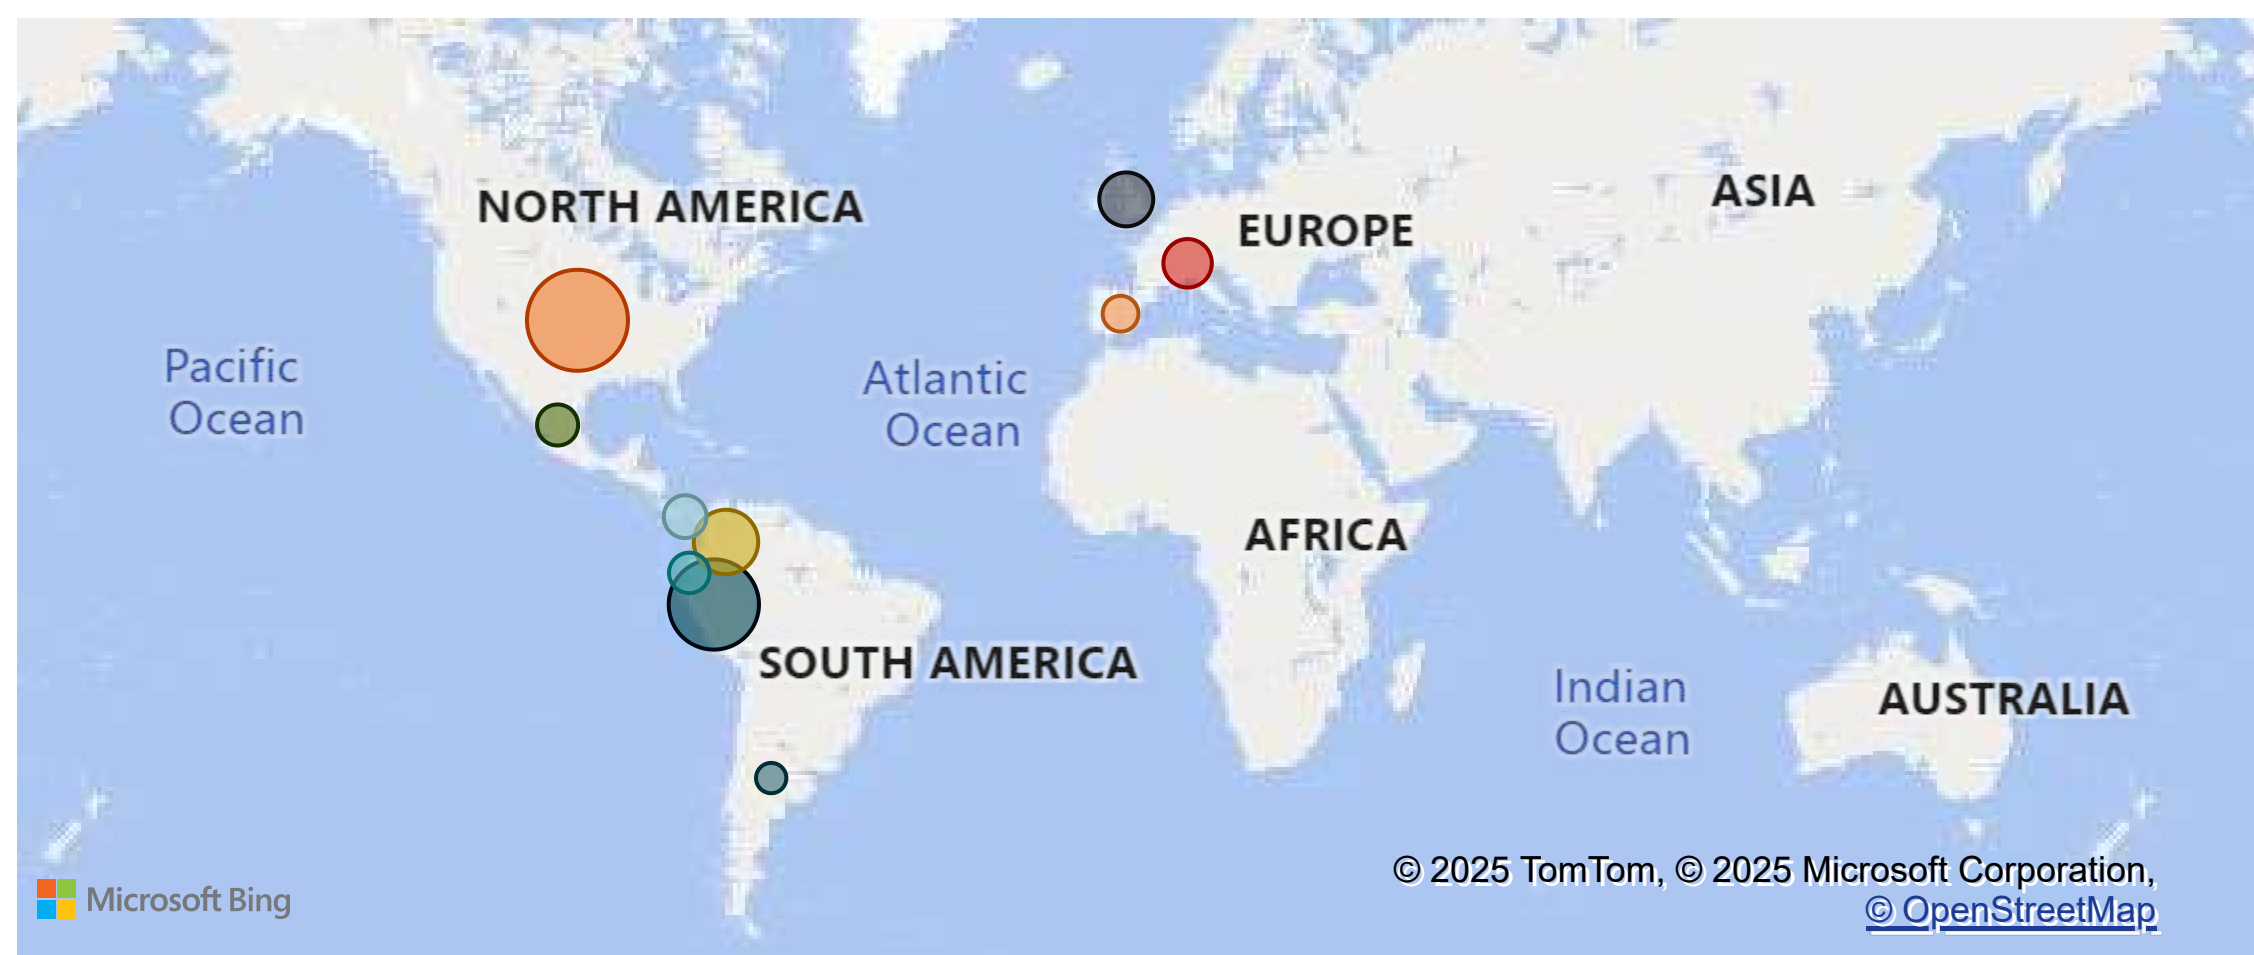 NORTH AMERICA
EUROPE
ASIA
Pacific
Ocean
Atlantic
Ocean
AFRICA
SOUTH AMERICA
Indian
Ocean
AUSTRALIA
© 2025 TomTom, © 2025 Microsoft Corporation,
© OpenStreetMap
Microsoft Bing